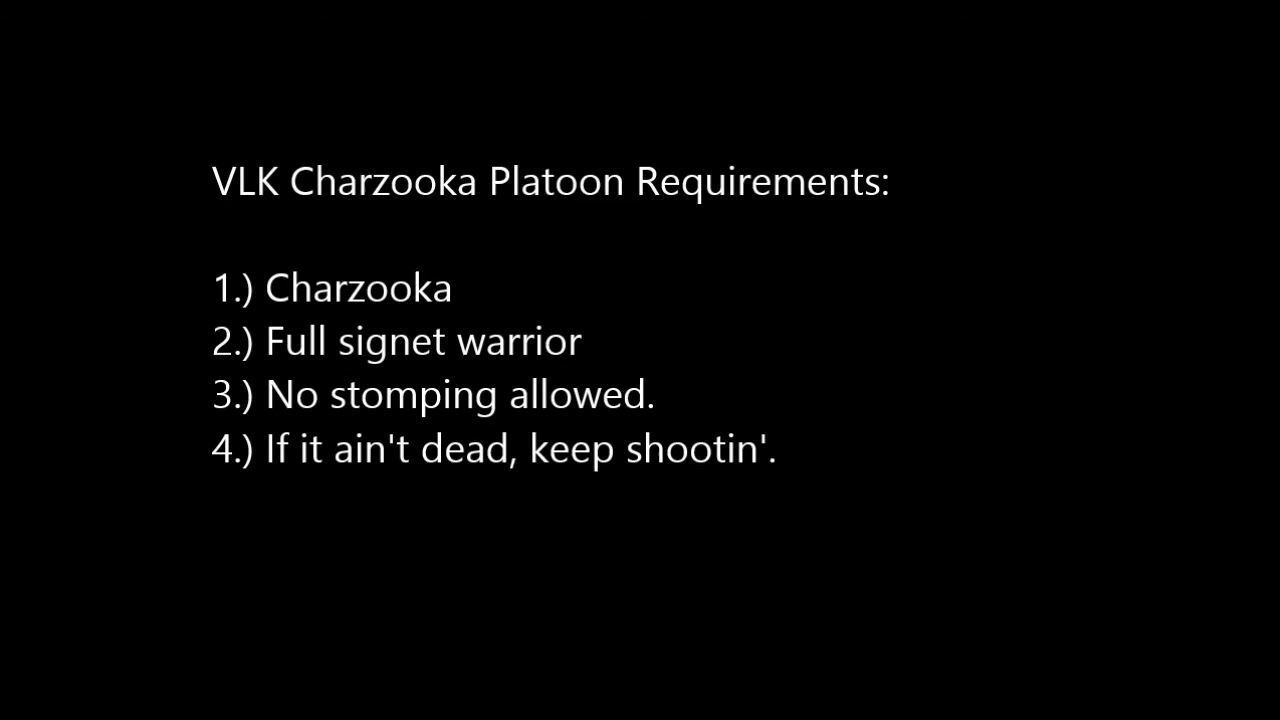 VLK Charzooka Platoon Requirements:
1.) Charzooka
2.) Full signet warrior
3.) No stomping allowed.
4.) If it ain't dead, keep shootin'.